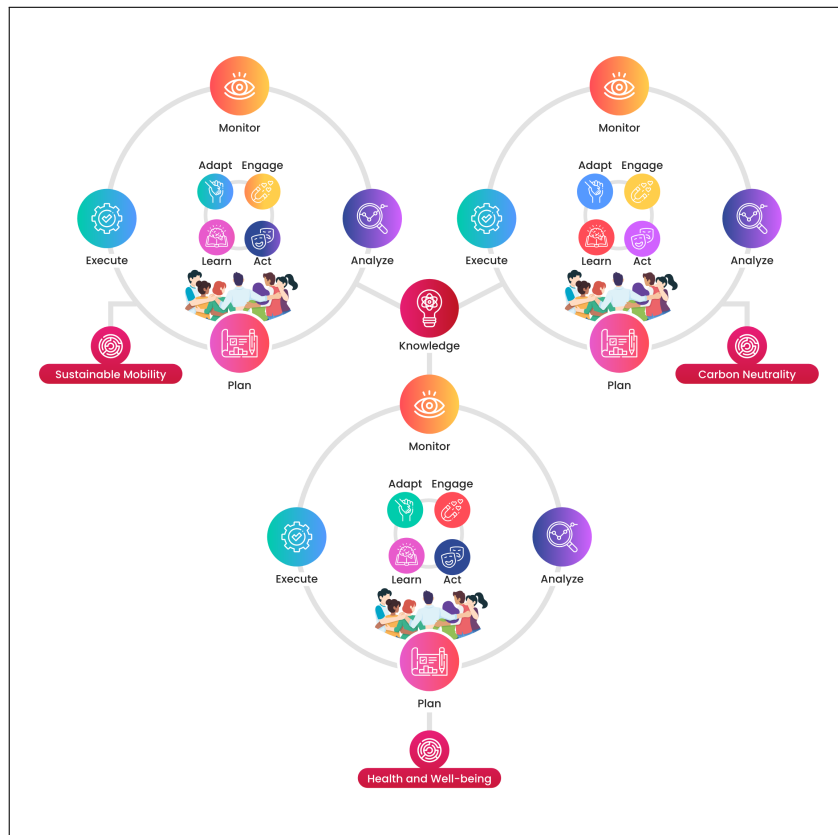 Monitor
Adapt
Engage
Execute
Analyze
Learn
Act
Plan
Sustainable Mobility
Monitor
Adapt
Engage
Execute
Analyze
Learn
Act
Plan
Carbon Neutrality
Knowledge
Monitor
Adapt
Engage
Execute
Analyze
Learn
Act
Plan
Health and Well-being